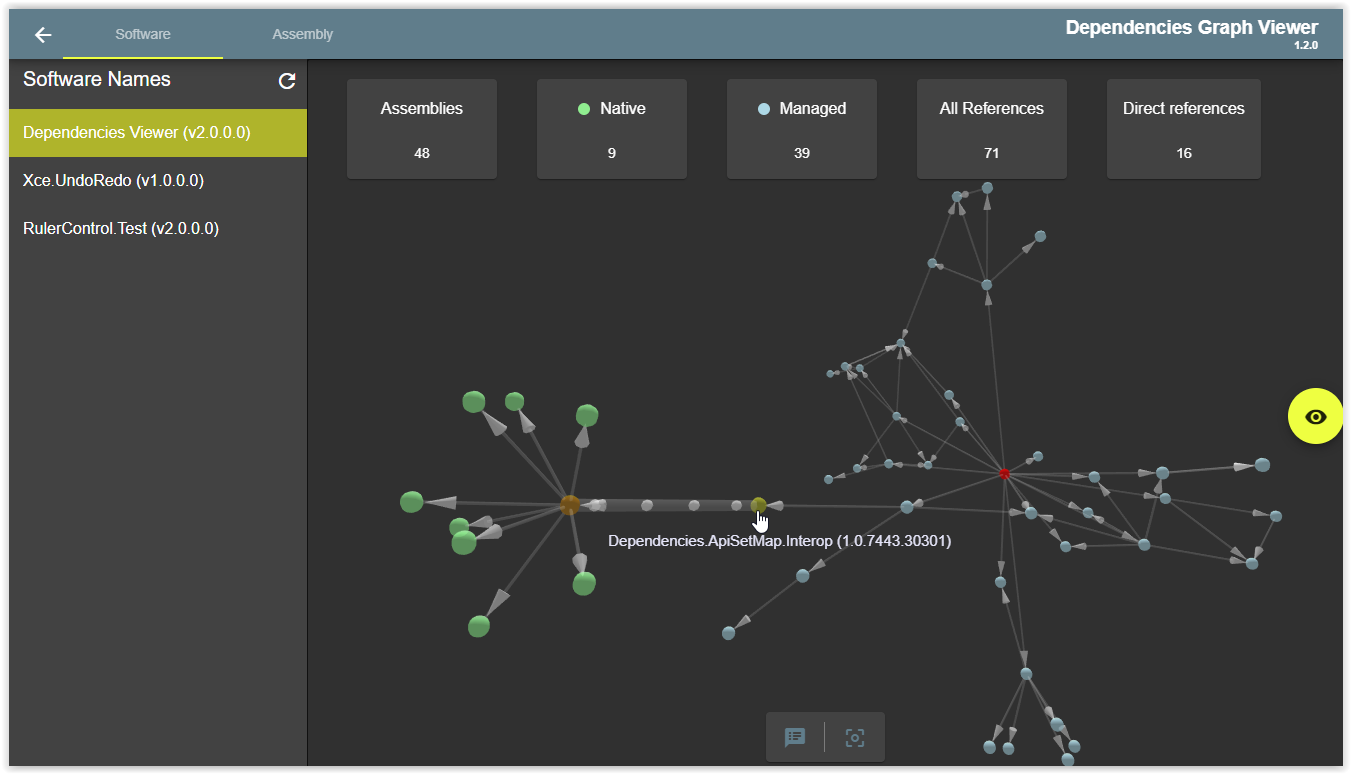 Software
Assembly
Dependencies Graph Viewer
1.2.0
Software Names
Dependencies Viewer (v2.0.0.0)
Xce.UndoRedo (v1.0.0.0)
RulerControl.Test (v2.0.0.0)
Assemblies
48
Native
9
Managed
39
All References
71
Direct references
16
Dependencies.ApiSetMap.Interop (1.0.7443.30301)